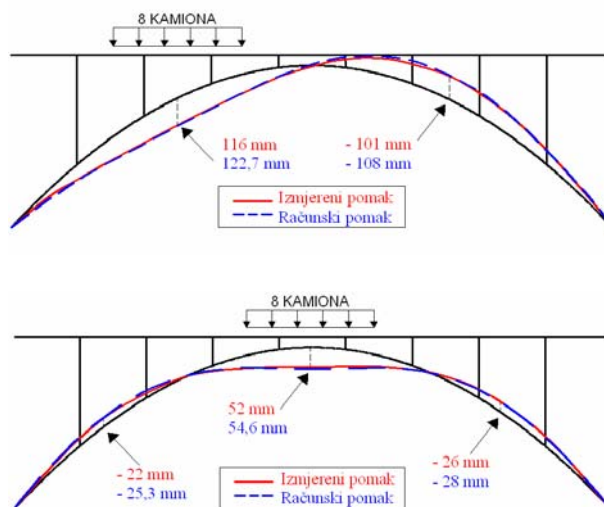 8 KAMIONA
116 mm
122,7 mm
- 101 mm
- 108 mm
Izmjereni pomak
Računski pomak
8 KAMIONA
52 mm
54,6 mm
- 22 mm
- 25,3 mm
- 26 mm
- 28 mm
Izmjereni pomak
Računski pomak